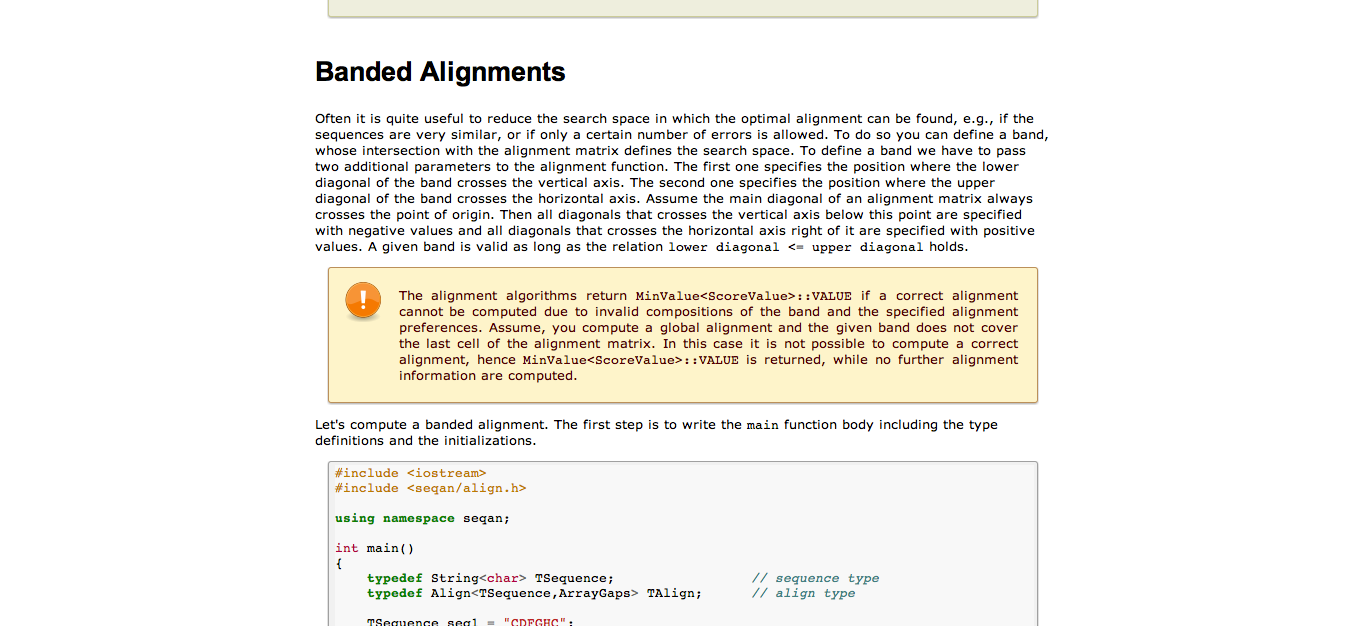 Banded Alignments
Often it is quite useful to reduce the search space in which the optimal alignment can be found, e.g., if the
sequences are very similar, or if only a certain number of errors is allowed. To do so you can define a band,
whose intersection with the alignment matrix defines the search space. To define a band we have to pass
two additional parameters to the alignment function. The first one specifies the position where the lower
diagonal of the band crosses the vertical axis. The second one specifies the position where the upper
diagonal of the band crosses the horizontal axis. Assume the main diagonal of an alignment matrix always
crosses the point of origin. Then all diagonals that crosses the vertical axis below this point are specified
with negative values and all diagonals that crosses the horizontal axis right of it are specified with positive
values. A given band is valid as long as the relation lower diagonal <= upper diagonal holds.
The alignment algorithms return MinValue<ScoreValue>::VALUE if a correct alignment
cannot be computed due to invalid compositions of the band and the specified alignment
preferences. Assume, you compute a global alignment and the given band does not cover
the last cell of the alignment matrix. In this case it is not possible to compute a correct
alignment, hence MinValue<ScoreValue>::VALUE is returned, while no further alignment
information are computed.
Let's compute a banded alignment. The first step is to write the main function body including the type
definitions and the initializations.
#include <iostream>
#include <seqan/align.h>
using namespace seqan;
int main()
{
typedef String<char> TSequence; // sequence type
typedef Align<TSequence,ArrayGaps> TAlign; // align type
TSequence seq1 = "CDFGHC";